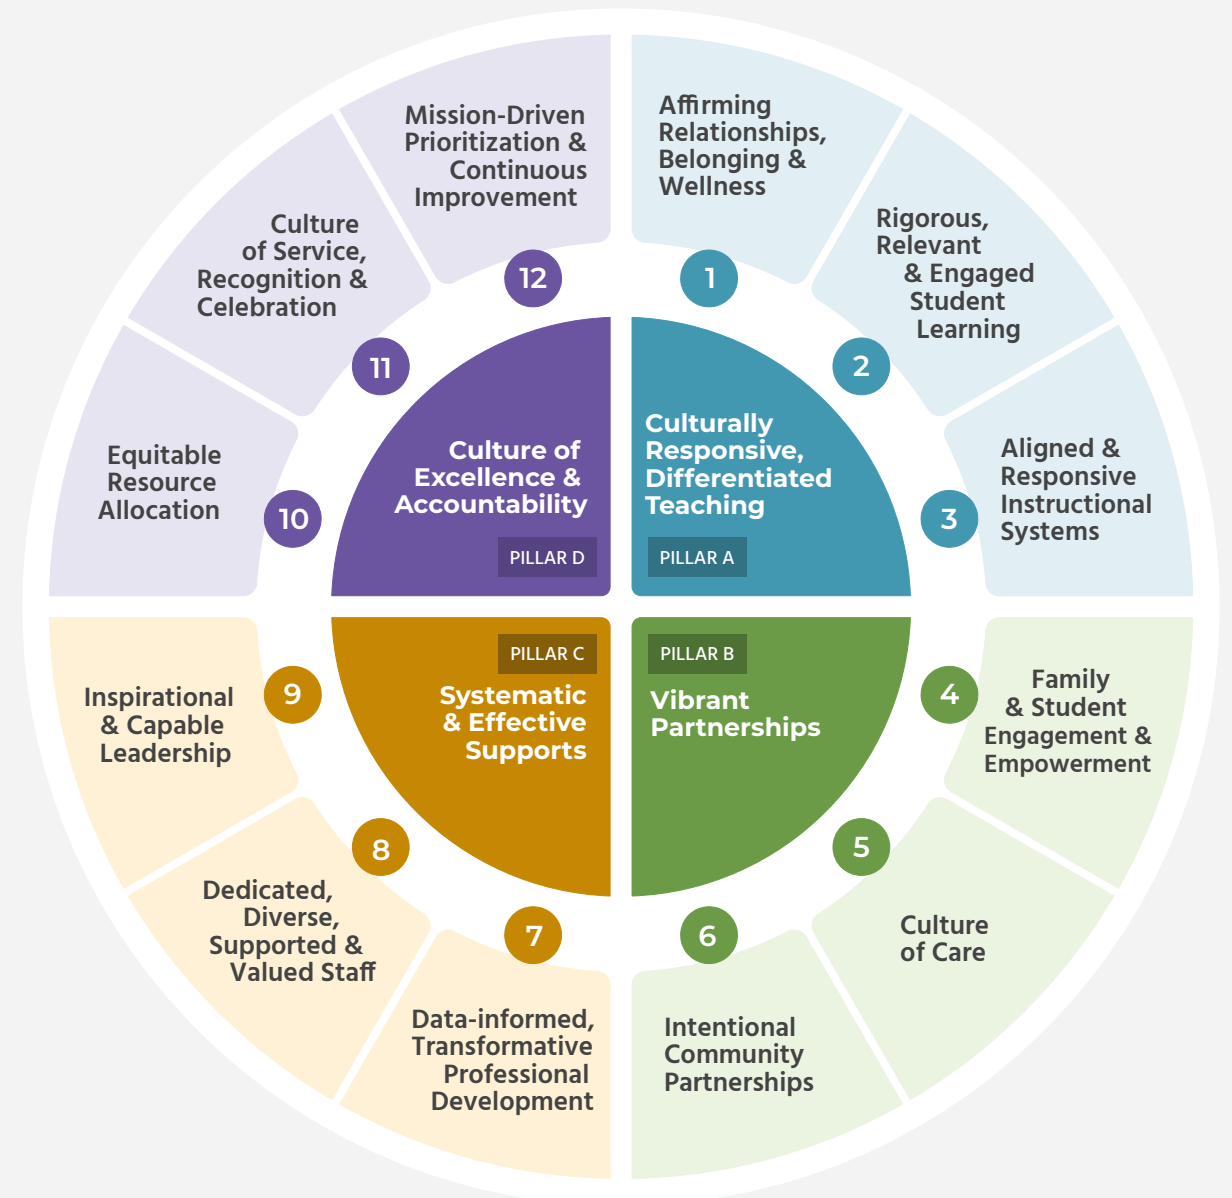 Affirming
Relationships,
Belonging &
Wellness
1
Rigorous,
Relevant
& Engaged
Student
Learning
2
Aligned &
Responsive
Instructional
Systems
3
Culturally
Responsive,
Differentiated
Teaching
PILLAR A
PILLAR B
Vibrant
Partnerships
4
Family
& Student
Engagement &
Empowerment
5
Culture
of Care
6
Intentional
Community
Partnerships
PILLAR C
Systematic
& Effective
Supports
7
Data-informed,
Transformative
Professional
Development
8
Dedicated,
Diverse,
Supported &
Valued Staff
9
Inspirational
& Capable
Leadership
Culture of
Excellence &
Accountability
PILLAR D
10
Equitable
Resource
Allocation
11
Culture
of Service,
Recognition &
Celebration
12
Mission-Driven
Prioritization &
Continuous
Improvement